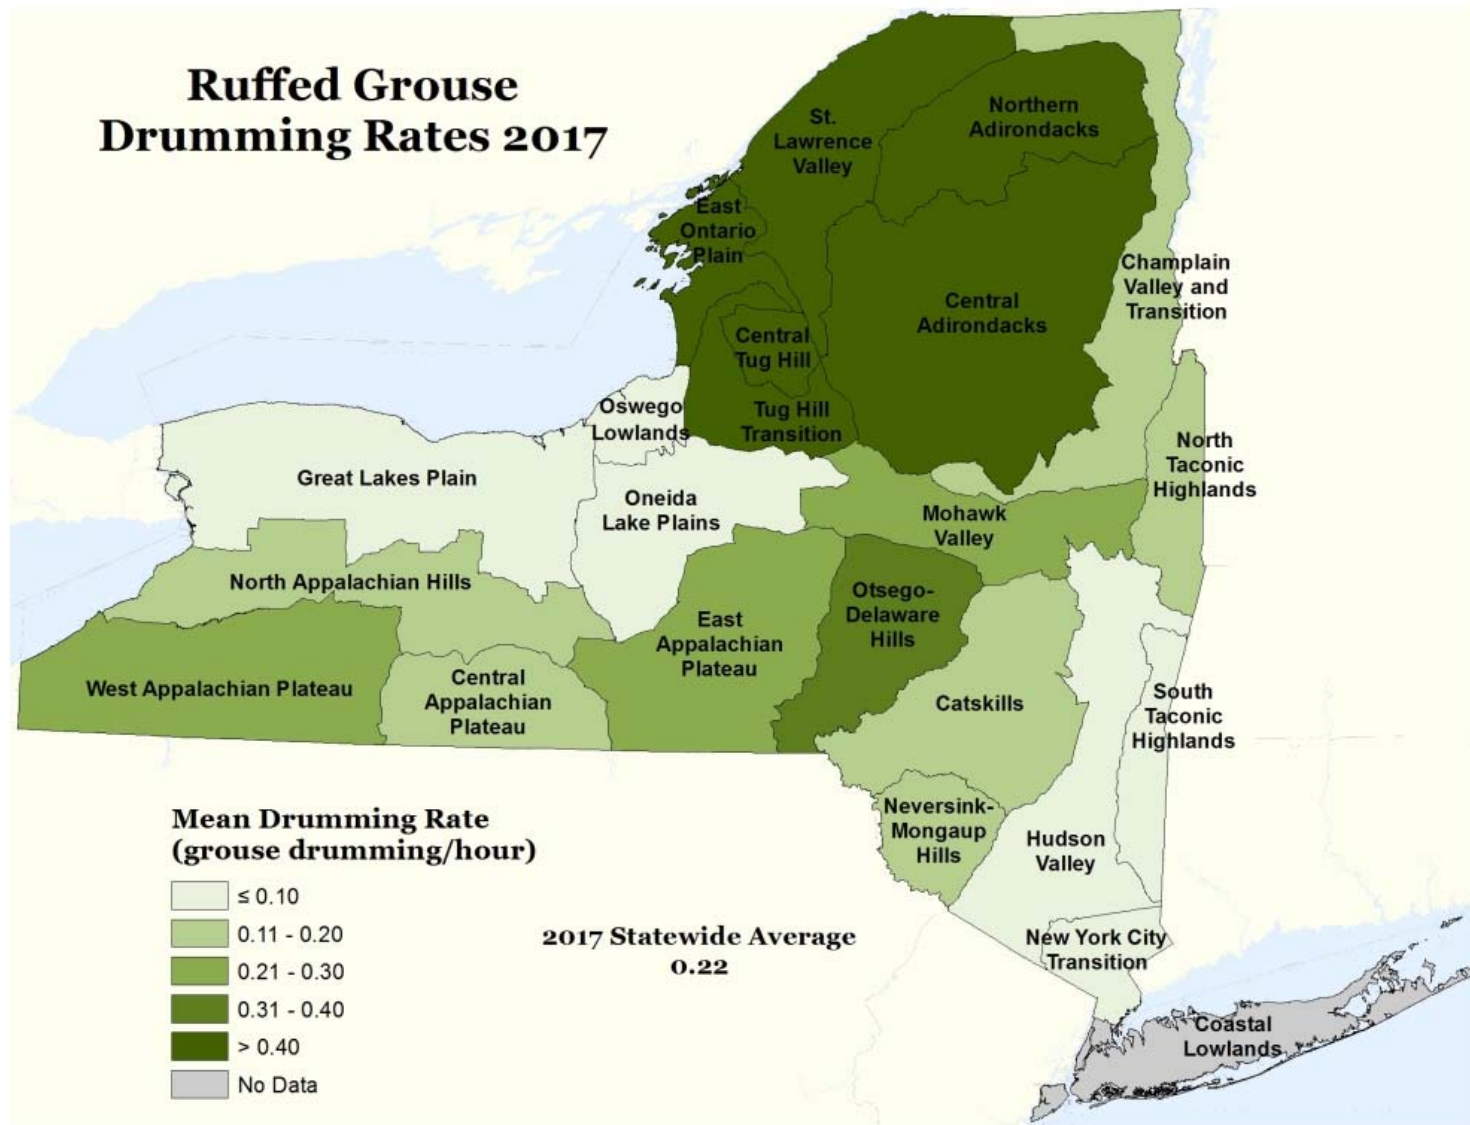 Ruffed Grouse
Drumming Rates 2017
St.
Lawrence
Valley
Northern
Adirondacks
East
Ontario
Plain
Central
Adirondacks
Champlain
Valley and
Transition
Central
Tug Hill
Tug Hill
Transition
Oswego
Lowlands
Great Lakes Plain
Oneida
Lake Plains
Mohawk
Valley
North
Taconic
Highlands
North Appalachian Hills
East
Appalachian
Plateau
Otsego-
Delaware
Hills
West Appalachian Plateau
Central
Appalachian
Plateau
Catskills
South
Taconic
Highlands
Neversink-
Mongaup
Hills
Hudson
Valley
New York City
Transition
Coastal
Lowlands
Mean Drumming Rate
(grouse drumming/hour)
≤ 0.10
0.11 - 0.20
0.21 - 0.30
0.31 - 0.40
> 0.40
No Data
2017 Statewide Average
0.22